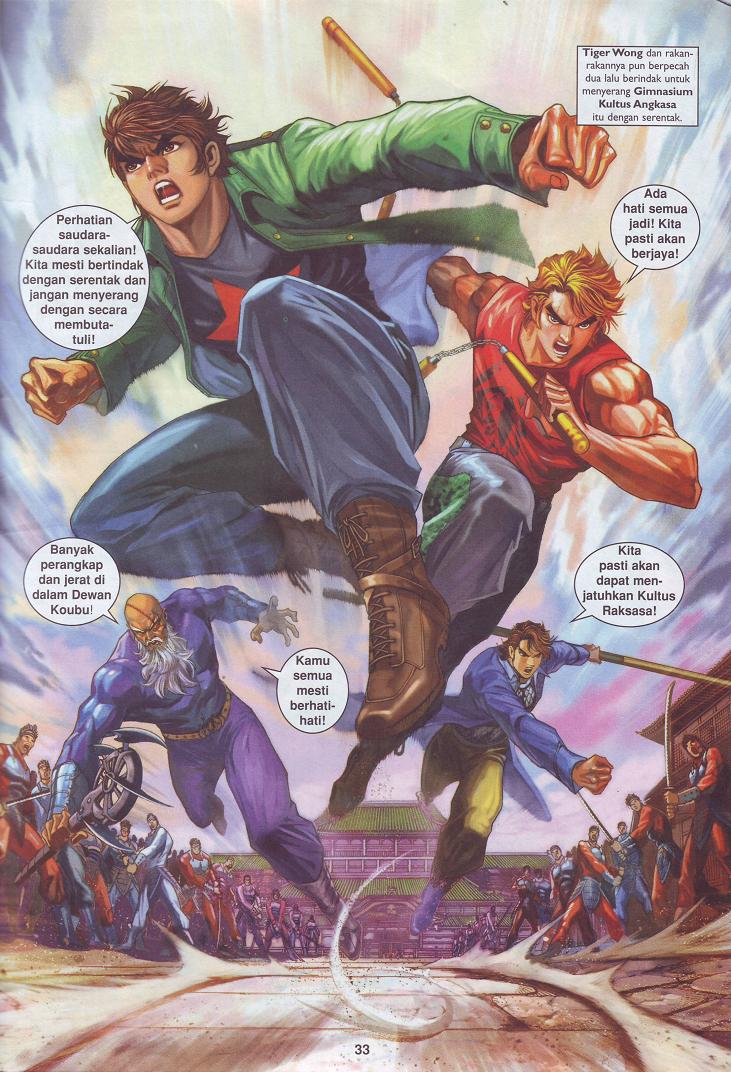 Tiger Wong dan rakan-
rakannya pun berpecah
dua lalu berindak untuk
menyerang Gimnasium
Kultus Angkasa
itu dengan serentak.
Perhatian
saudara-
saudara sekalian!
Kita mesti bertindak
dengan serentak dan
jangan menyerang
dengan secara
membuta-
tuli!
Ada
hati semua
jadi! Kita
pasti akan
berjaya!
Banyak
perangkap
dan jerat di
dalam Dewan
Koubu!
Kamu
semua
mesti
berhati-
hati!
Kita
pasti akan
dapat men-
jatuhkan Kultus
Raksasa!
33